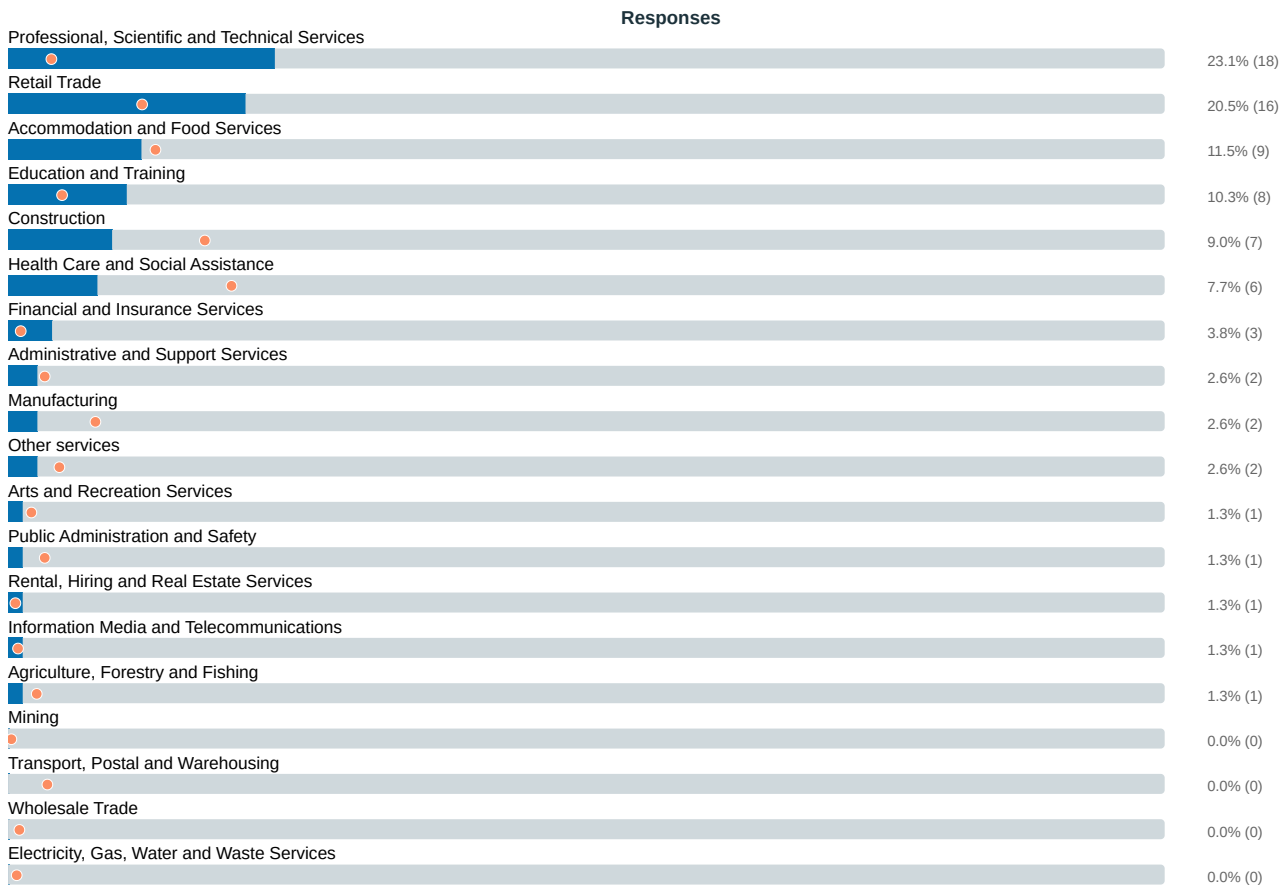 Responses
Professional, Scientific and Technical Services
23.1% (18)
Retail Trade
20.5% (16)
Accommodation and Food Services
11.5% (9)
Education and Training
10.3% (8)
Construction
9.0% (7)
Health Care and Social Assistance
7.7% (6)
Financial and Insurance Services
3.8% (3)
Administrative and Support Services
2.6% (2)
Manufacturing
2.6% (2)
Other services
2.6% (2)
Arts and Recreation Services
1.3% (1)
Public Administration and Safety
1.3% (1)
Rental, Hiring and Real Estate Services
1.3% (1)
Information Media and Telecommunications
1.3% (1)
Agriculture, Forestry and Fishing
1.3% (1)
Mining
0.0% (0)
Transport, Postal and Warehousing
0.0% (0)
Wholesale Trade
0.0% (0)
Electricity, Gas, Water and Waste Services
0.0% (0)